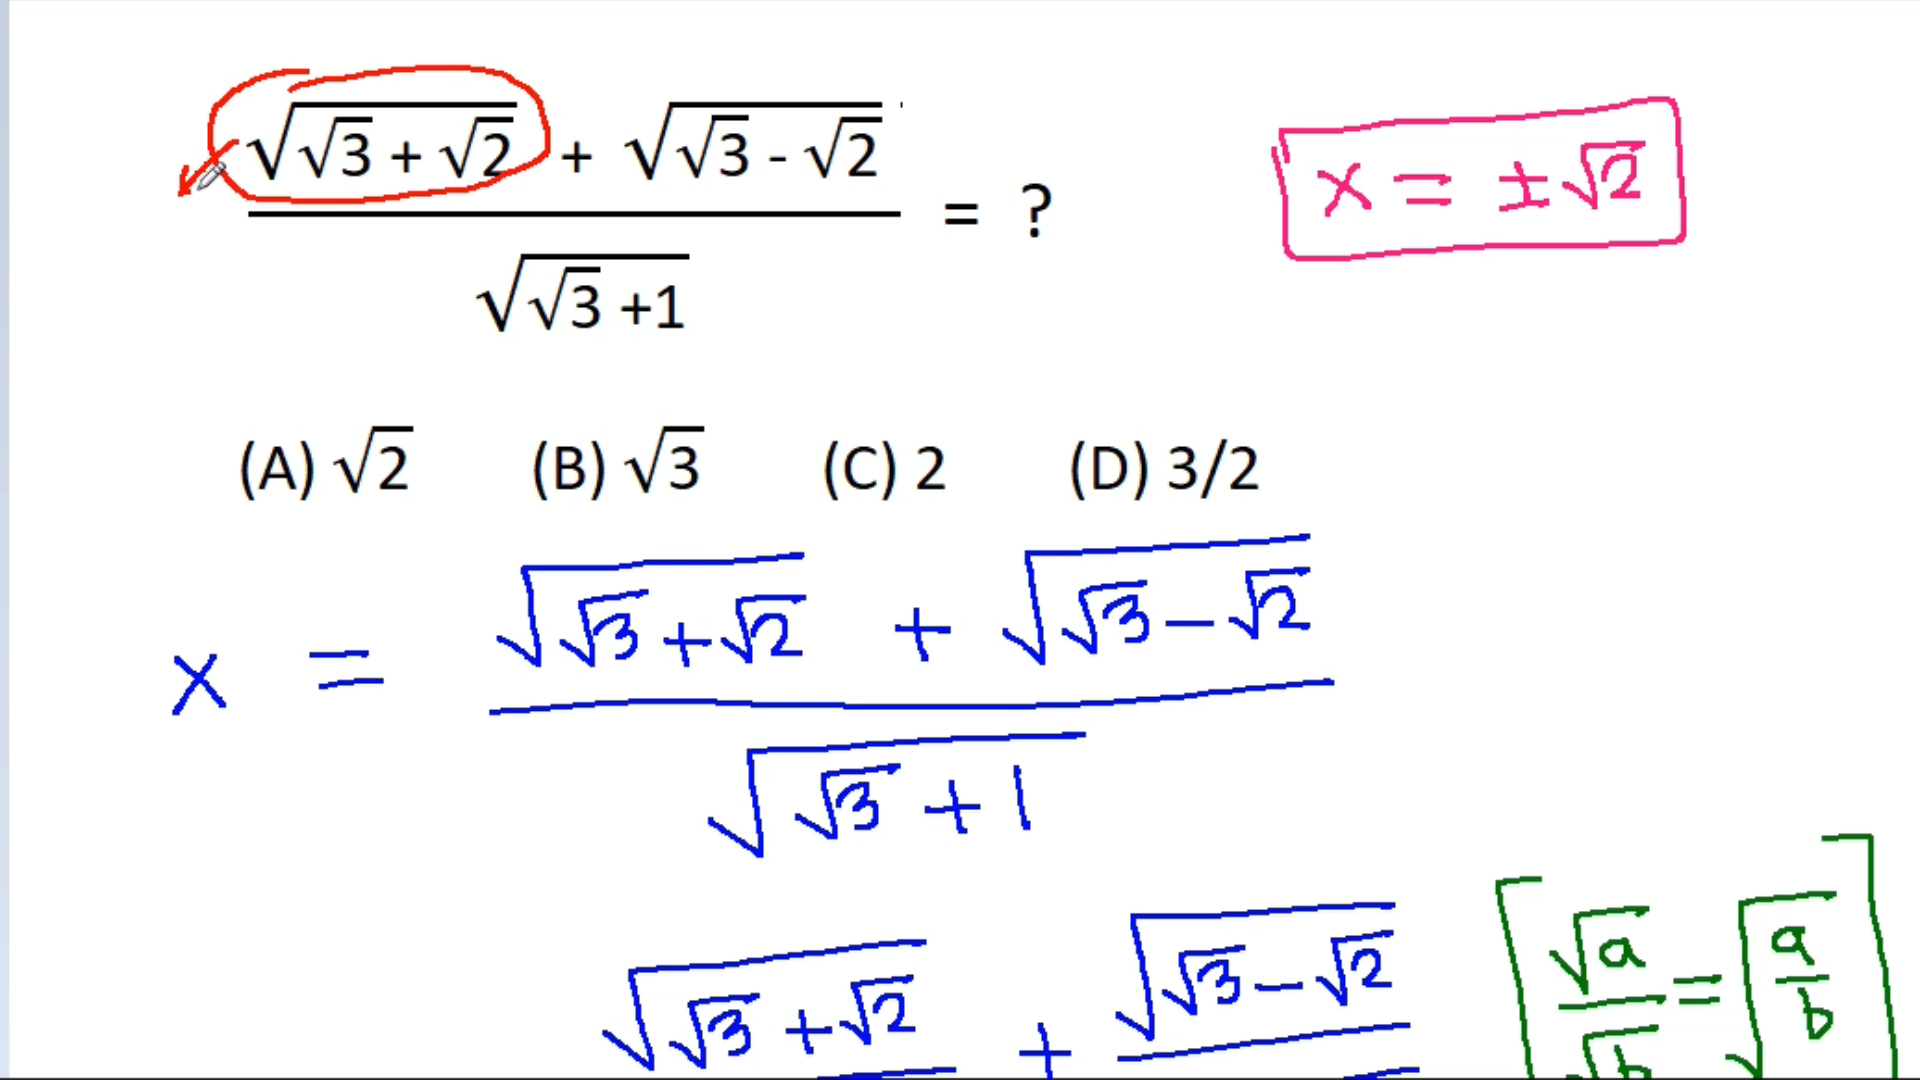 (√(√3 + √2) + √(√3 - √2)) / √(√3 +1) = ?
x = ±√2
(A) √2 (B) √3 (C) 2 (D) 3/2
x = (√(√3 + √2) + √(√3 − √2)) / √(√3 + 1)
√(√3 + √2) + √(√3 − √2)
[√a / √b = √(a/b)]